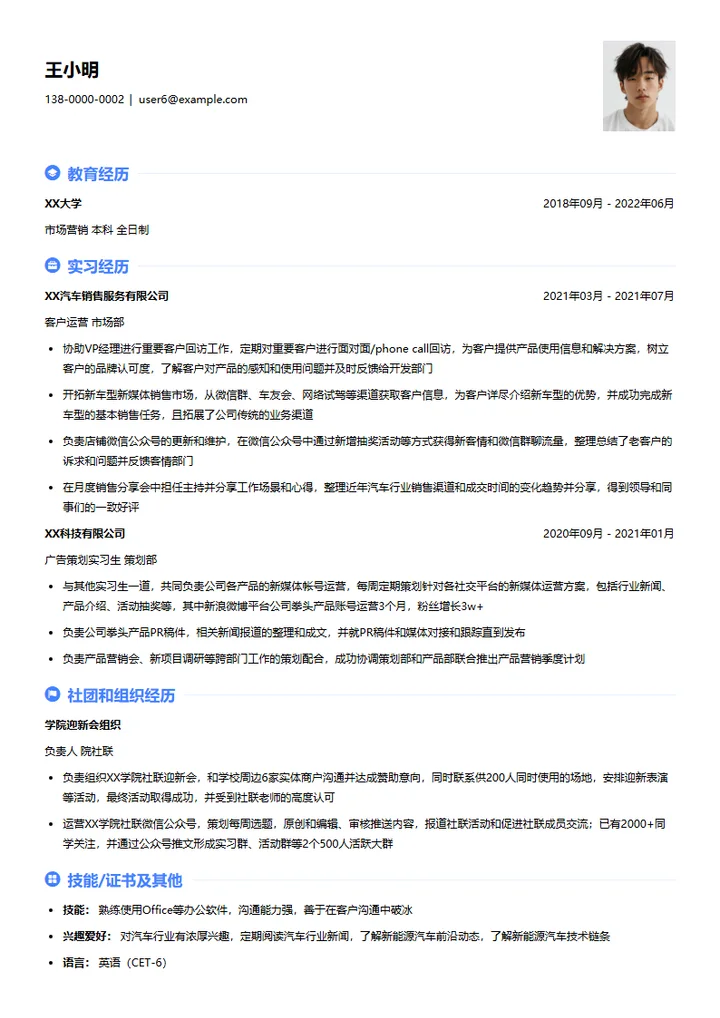 王小明
138-0000-0002 | user6@example.com
教育经历
XX大学 2018年09月 - 2022年06月
市场营销 本科 全日制
实习经历
XX汽车销售服务有限公司 2021年03月 - 2021年07月
客户运营 市场部
• 协助VP经理进行重要客户回访工作，定期对重要客户进行面对面/phone call回访，为客户提供产品使用信息和解决方案，树立
客户的品牌认可度，了解客户对产品的感知和使用问题并及时反馈给开发部门
• 开拓新车型新媒体销售市场，从微信群、车友会、网络试驾等渠道获取客户信息，为客户详尽介绍新车型的优势，并成功完成新
车型的基本销售任务，且拓展了公司传统的业务渠道
• 负责店铺微信公众号的更新和维护，在微信公众号中通过新增抽奖活动等方式获得新客情和微信群聊流量，整理总结了老客户的
诉求和问题并反馈客情部门
• 在月度销售分享会中担任主持并分享工作场景和心得，整理近年汽车行业销售渠道和成交时间的变化趋势并分享，得到领导和同
事们的一致好评
XX科技有限公司 2020年09月 - 2021年01月
广告策划实习生 策划部
• 与其他实习生一道，共同负责公司各产品的新媒体帐号运营，每周定期策划针对各社交平台的新媒体运营方案，包括行业新闻、
产品介绍、活动抽奖等，其中新浪微博平台公司拳头产品账号运营3个月，粉丝增长3w+
• 负责公司拳头产品PR稿件，相关新闻报道的整理和成文，并就PR稿件和媒体对接和跟踪直到发布
• 负责产品营销会、新项目调研等跨部门工作的策划配合，成功协调策划部和产品部联合推出产品营销季度计划
社团和组织经历
学院迎新会组织
负责人 院社联
• 负责组织XX学院社联迎新会，和学校周边6家实体商户沟通并达成赞助意向，同时联系供200人同时使用的场地，安排迎新表演
等活动，最终活动取得成功，并受到社联老师的高度认可
• 运营XX学院社联微信公众号，策划每周选题，原创和编辑、审核推送内容，报道社联活动和促进社联成员交流；已有2000+同
学关注，并通过公众号推文形成实习群、活动群等2个500人活跃大群
技能/证书及其他
• 技能： 熟练使用Office等办公软件，沟通能力强，善于在客户沟通中破冰
• 兴趣爱好： 对汽车行业有浓厚兴趣，定期阅读汽车行业新闻，了解新能源汽车前沿动态，了解新能源汽车技术链条
• 语言： 英语（CET-6）